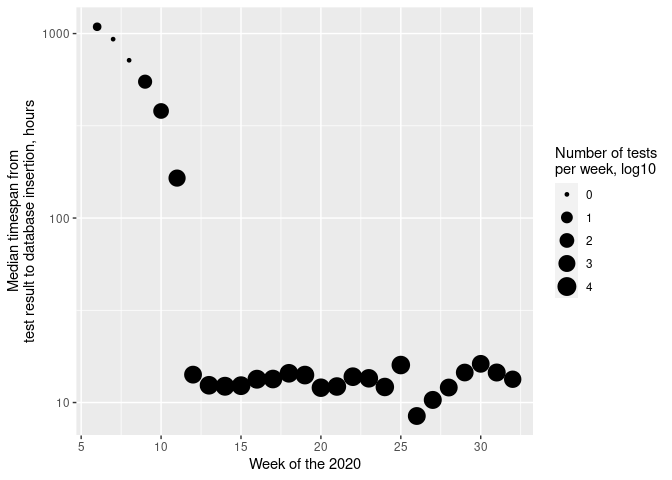 1000
100
10
5
10
15
20
25
30
Week of the 2020
Median timespan from
test result to database insertion, hours
Number of tests
per week, log10
0
1
2
3
4